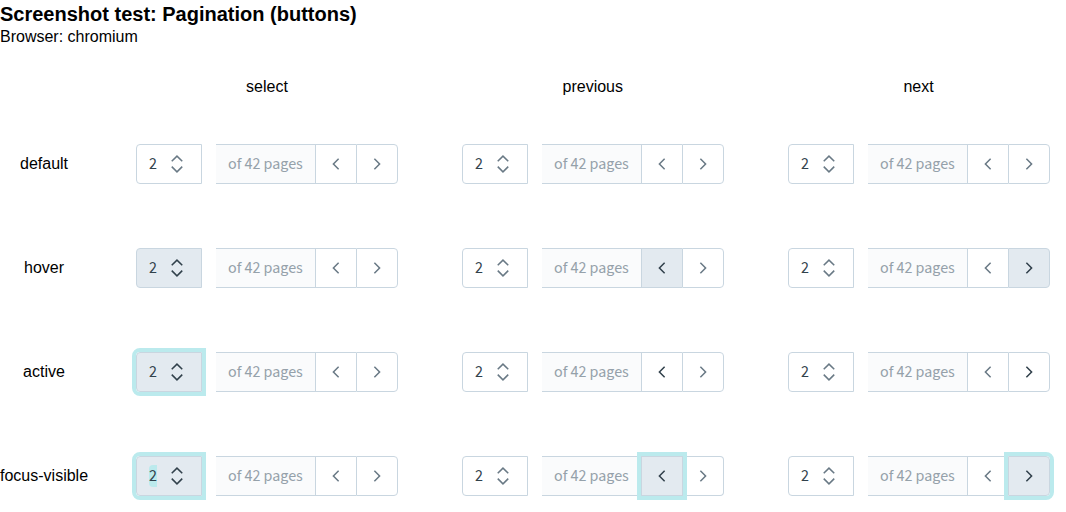 Screenshot test: Pagination (buttons)
Browser: chromium
select previous next
default 2 of 42 pages 2 of 42 pages 2 of 42 pages
hover 2 of 42 pages 2 of 42 pages 2 of 42 pages
active 2 of 42 pages 2 of 42 pages 2 of 42 pages
focus-visible 2 of 42 pages 2 of 42 pages 2 of 42 pages